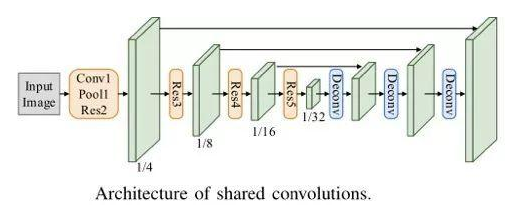 Input
Image
Conv1
Pool1
Res2
1/4
Res3
1/8
Res4
1/16
Res5
1/32
Deconv
Deconv
Deconv
Architecture of shared convolutions.